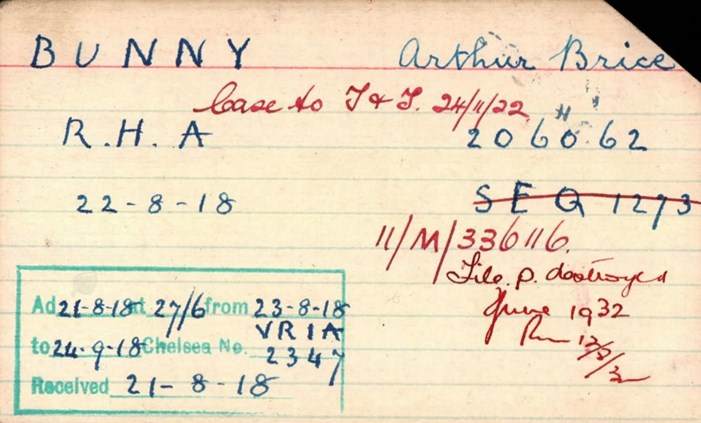 BUNNY Arthur Brice
Case to T & T. 24/11/22
R.H.A 206062
22-8-18 SEQ 1273
11/M/336116
File. P. destroyed
June 1932
Ad 21-8-18 at 27/6 from 23-8-18
to 24-9-18 Chelsea No. VRIA
2347
Received 21-8-18